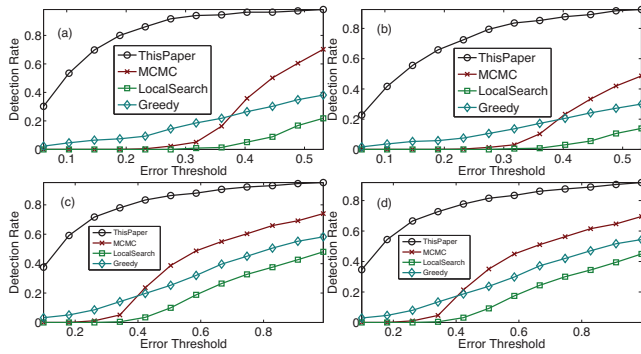 Detection Rate
0.8
0.6
0.4
0.2
0
(a)
ThisPaper
MCMC
LocalSearch
Greedy
0.1 0.2 0.3 0.4 0.5
Error Threshold
Detection Rate
0.8
0.6
0.4
0.2
0
(b)
ThisPaper
MCMC
LocalSearch
Greedy
0.1 0.2 0.3 0.4 0.5
Error Threshold
Detection Rate
0.8
0.6
0.4
0.2
0
(c)
ThisPaper
MCMC
LocalSearch
Greedy
0.2 0.4 0.6 0.8
Error Threshold
Detection Rate
0.8
0.6
0.4
0.2
0
(d)
ThisPaper
MCMC
LocalSearch
Greedy
0.2 0.4 0.6 0.8
Error Threshold